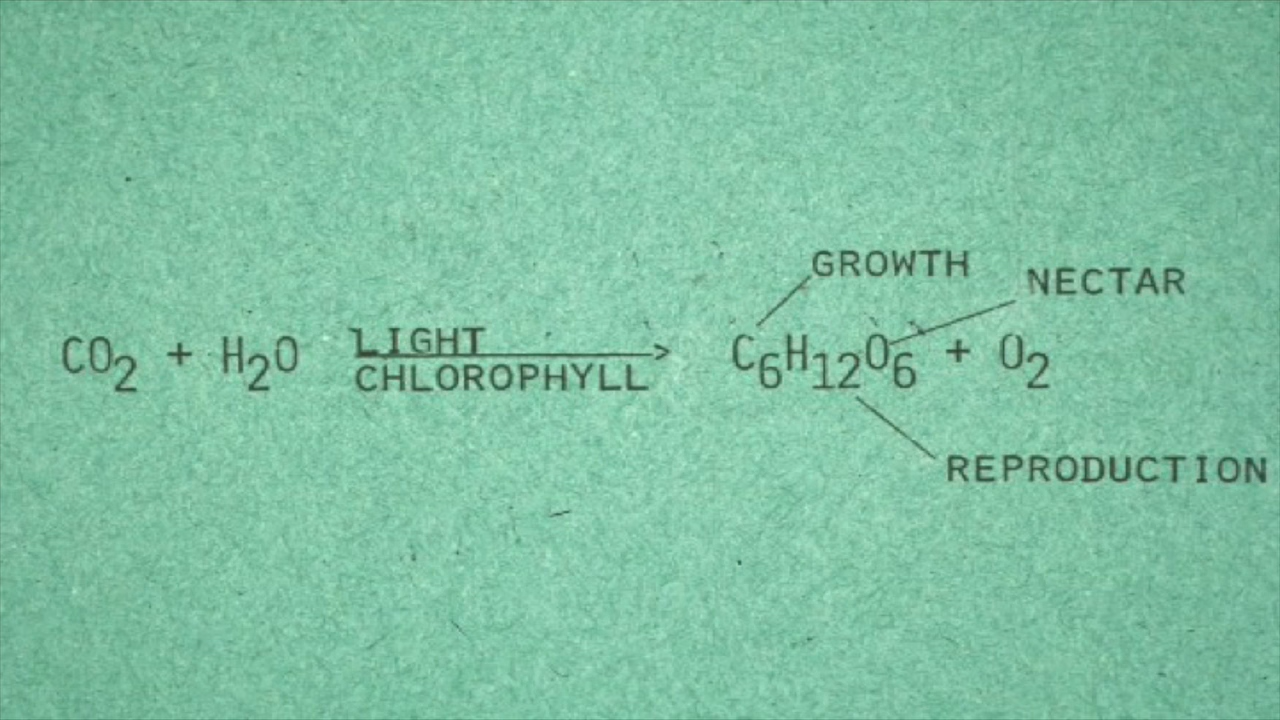 GROWTH
NECTAR
CO₂ + H₂O LIGHT CHLOROPHYLL > C₆H₁₂O₆ + O₂
REPRODUCTION